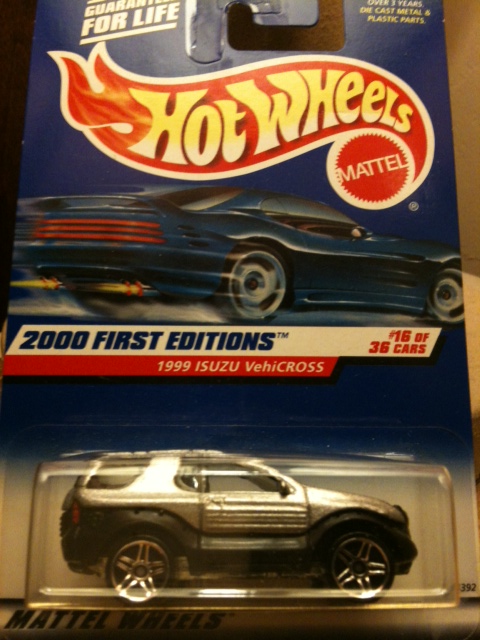 GUARANTEED
FOR LIFE
OVER 3 YEARS.
DIE CAST METAL &
PLASTIC PARTS.
HOT WHEELS
MATTEL
®
2000 FIRST EDITIONS™
#16 OF
36 CARS
1999 ISUZU VehiCROSS
392
MATTEL WHEELS™